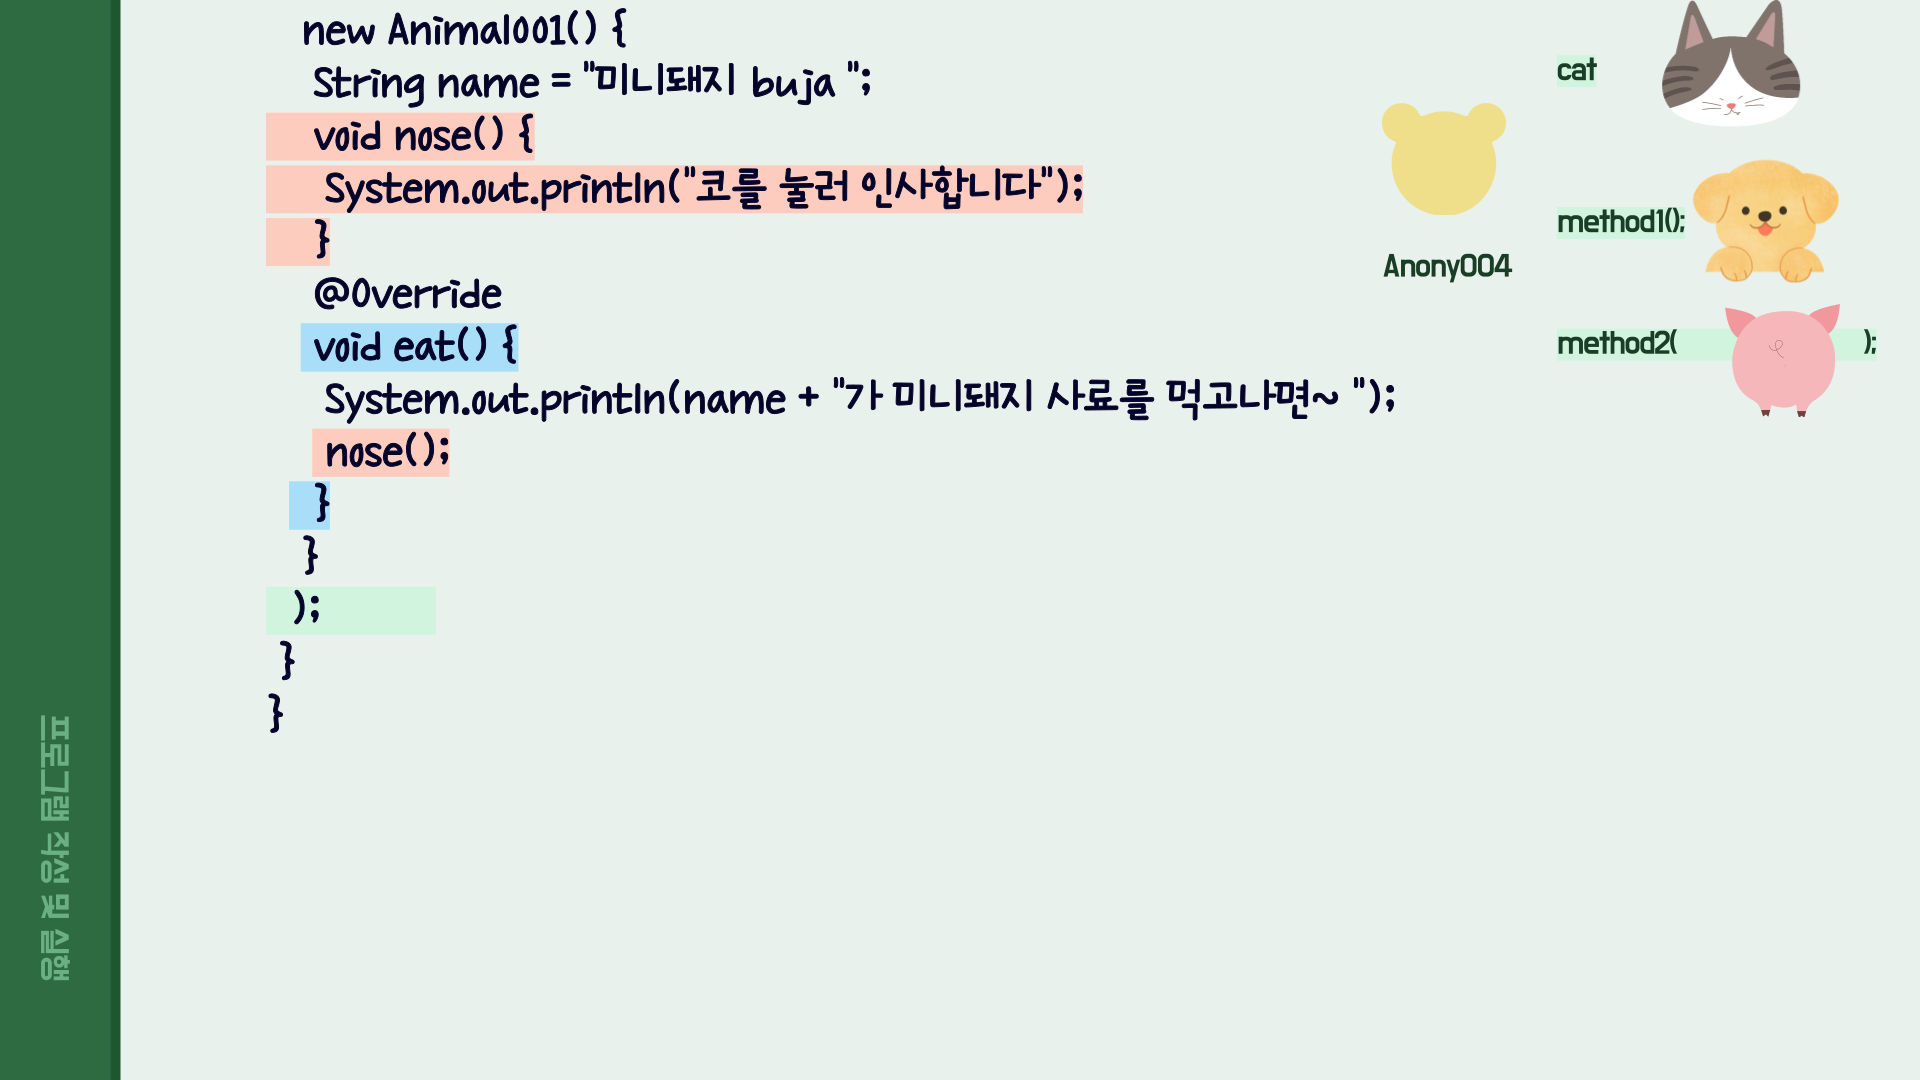 new Animal001() {
String name = "미니돼지 buja ";
void nose() {
System.out.println("코를 눌러 인사합니다");
}
@Override
void eat() {
System.out.println(name + "가 미니돼지 사료를 먹고나면~ ");
nose();
}
}
);
}
}
Anony004
cat
method1();
method2( );
프로그램 작성 및 실행